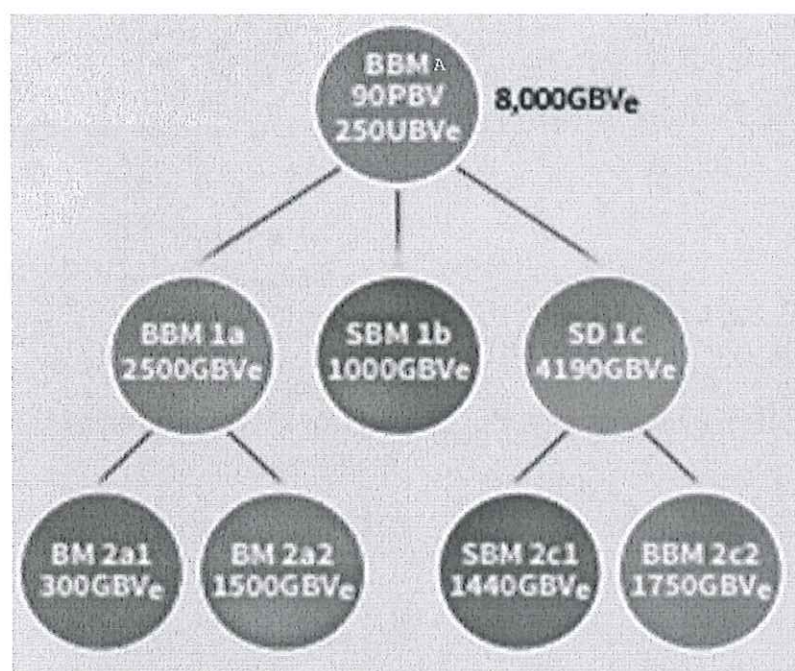 BBM A
90PBV
250UBVe
8,000GBVe
BBM 1a
2500GBVe
SBM 1b
1000GBVe
SD 1c
4190GBVe
BM 2a1
300GBVe
BM 2a2
1500GBVe
SBM 2c1
1440GBVe
BBM 2c2
1750GBVe